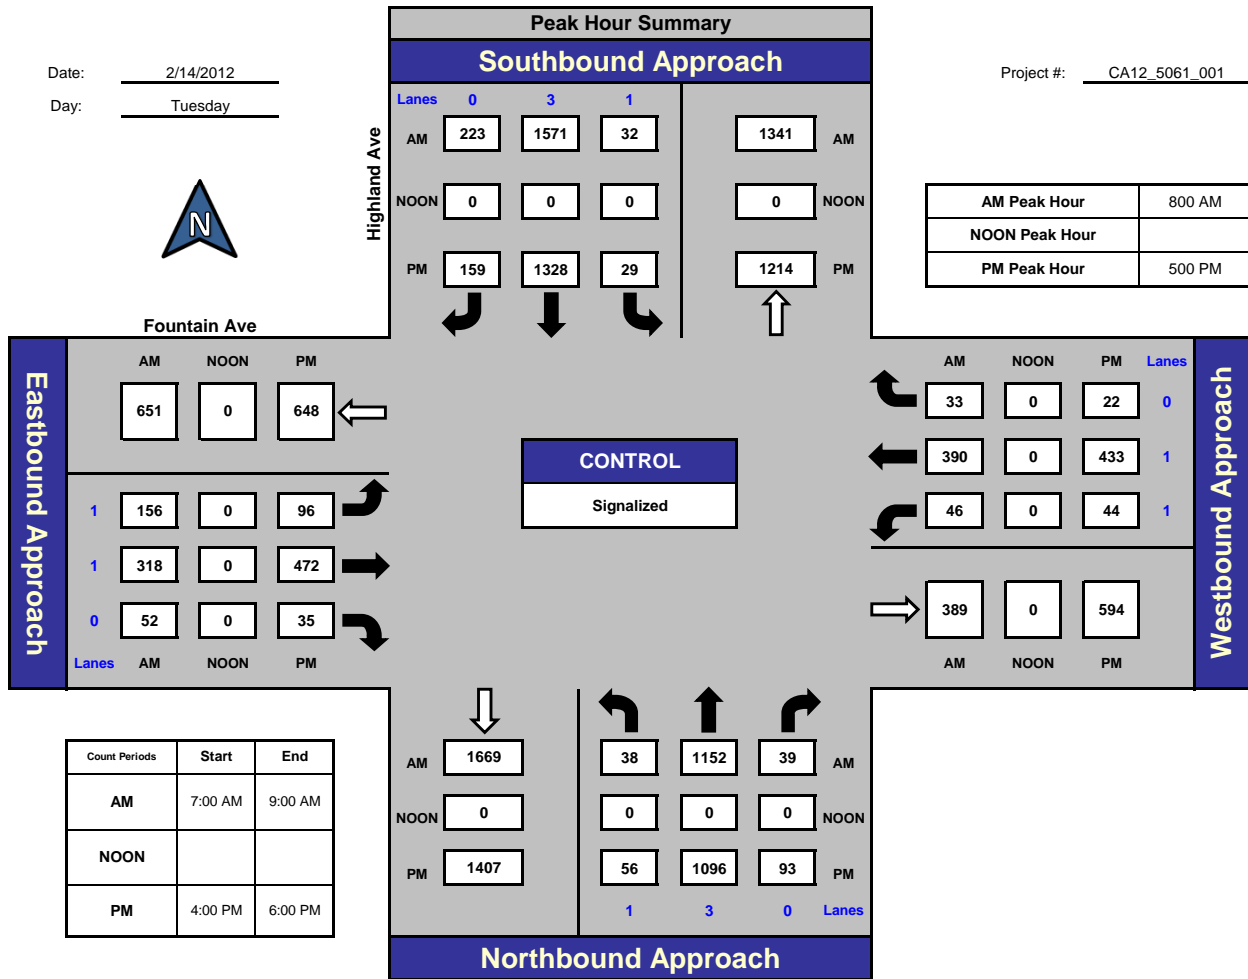 Peak Hour Summary
Southbound Approach
Date: 2/14/2012
Project #: CA12_5061_001
Day: Tuesday
Lanes 0 3 1
AM 223 1571 32 1341 AM
NOON 0 0 0 0 NOON
PM 159 1328 29 1214 PM
Highland Ave
N
AM Peak Hour 800 AM
NOON Peak Hour
PM Peak Hour 500 PM
Fountain Ave
Eastbound Approach
AM NOON PM
651 0 648
1 156 0 96
1 318 0 472
0 52 0 35
Lanes AM NOON PM
CONTROL
Signalized
AM NOON PM Lanes
33 0 22 0
390 0 433 1
46 0 44 1
389 0 594
AM NOON PM
Westbound Approach
Count Periods Start End
AM 7:00 AM 9:00 AM
NOON
PM 4:00 PM 6:00 PM
AM 1669 38 1152 39 AM
NOON 0 0 0 0 NOON
PM 1407 56 1096 93 PM
1 3 0 Lanes
Northbound Approach